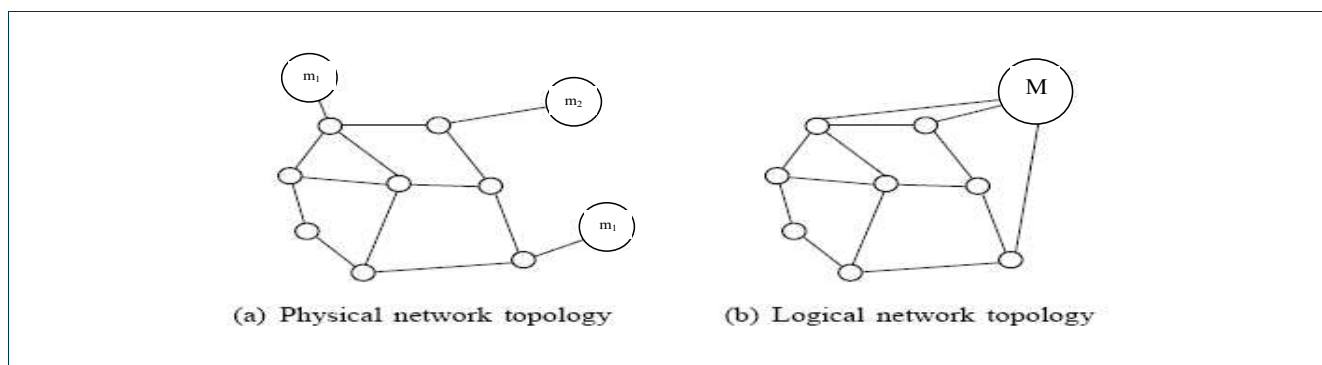 m₁
m₂
M
m₁
(a) Physical network topology
(b) Logical network topology